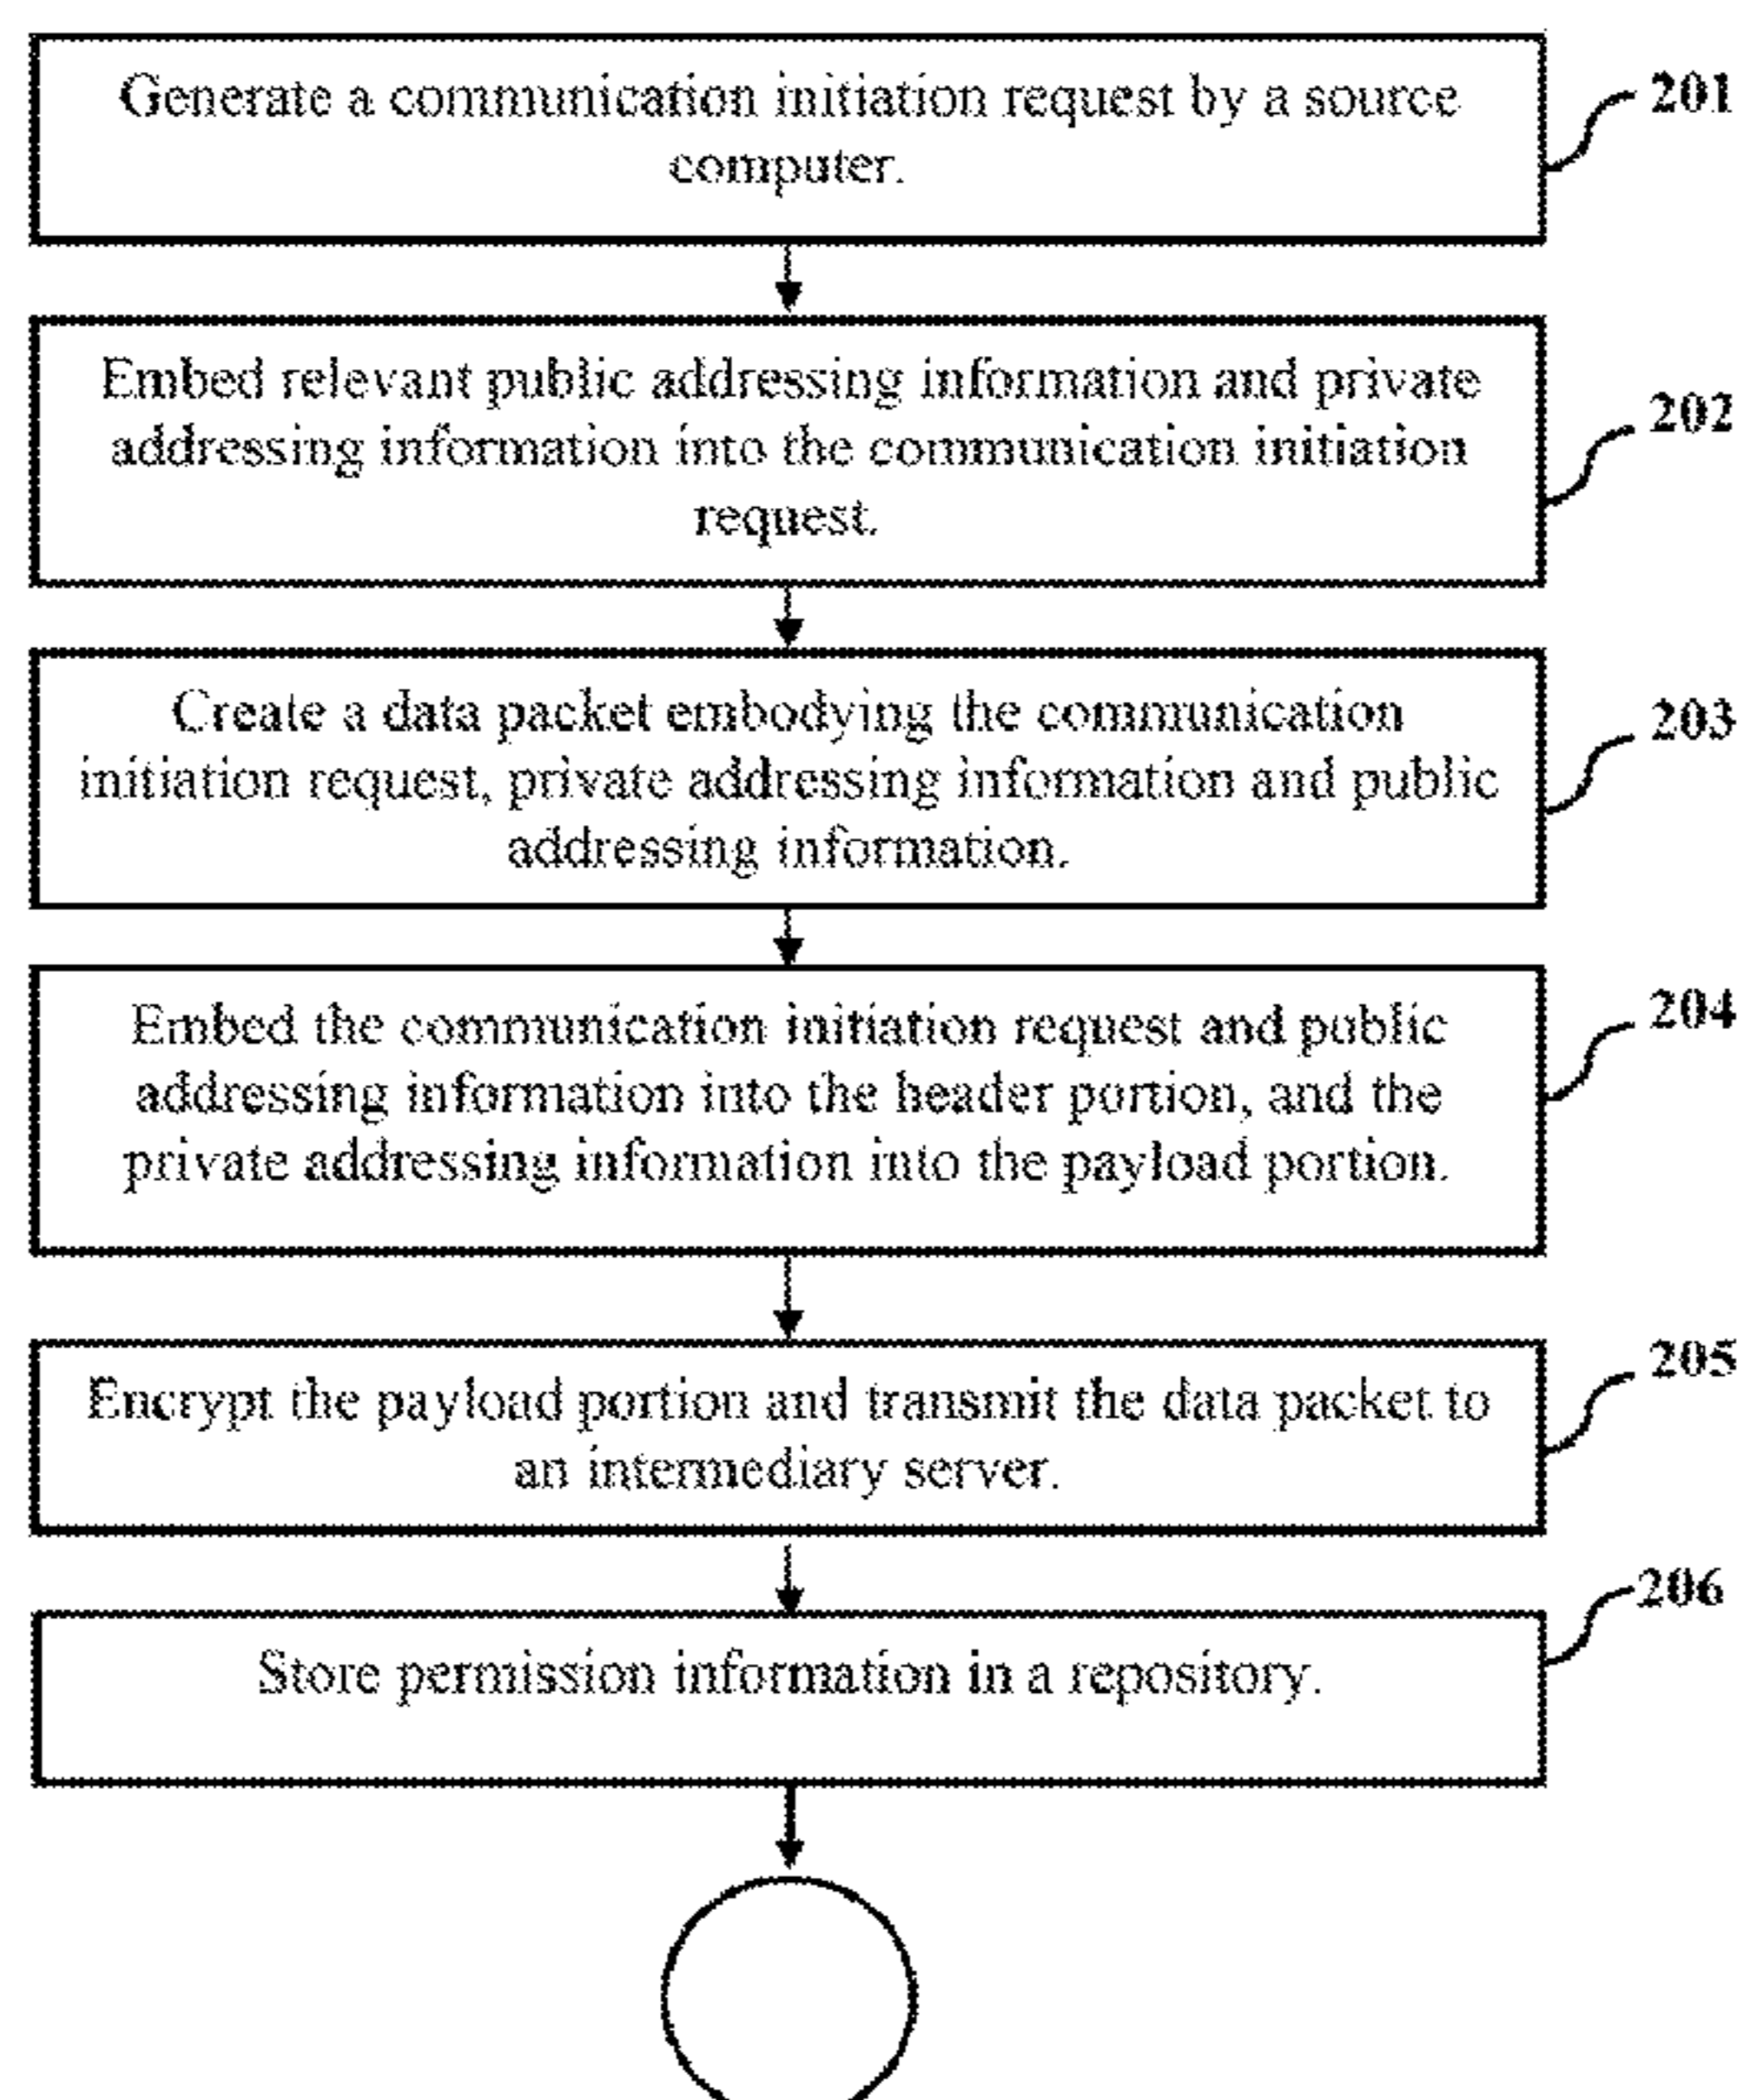 Generate a communication initiation request by a source
computer.
201
Embed relevant public addressing information and private
addressing information into the communication initiation
request.
202
Create a data packet embodying the communication
initiation request, private addressing information and public
addressing information.
203
Embed the communication initiation request and public
addressing information into the header portion, and the
private addressing information into the payload portion.
204
Encrypt the payload portion and transmit the data packet to
an intermediary server.
205
Store permission information in a repository.
206